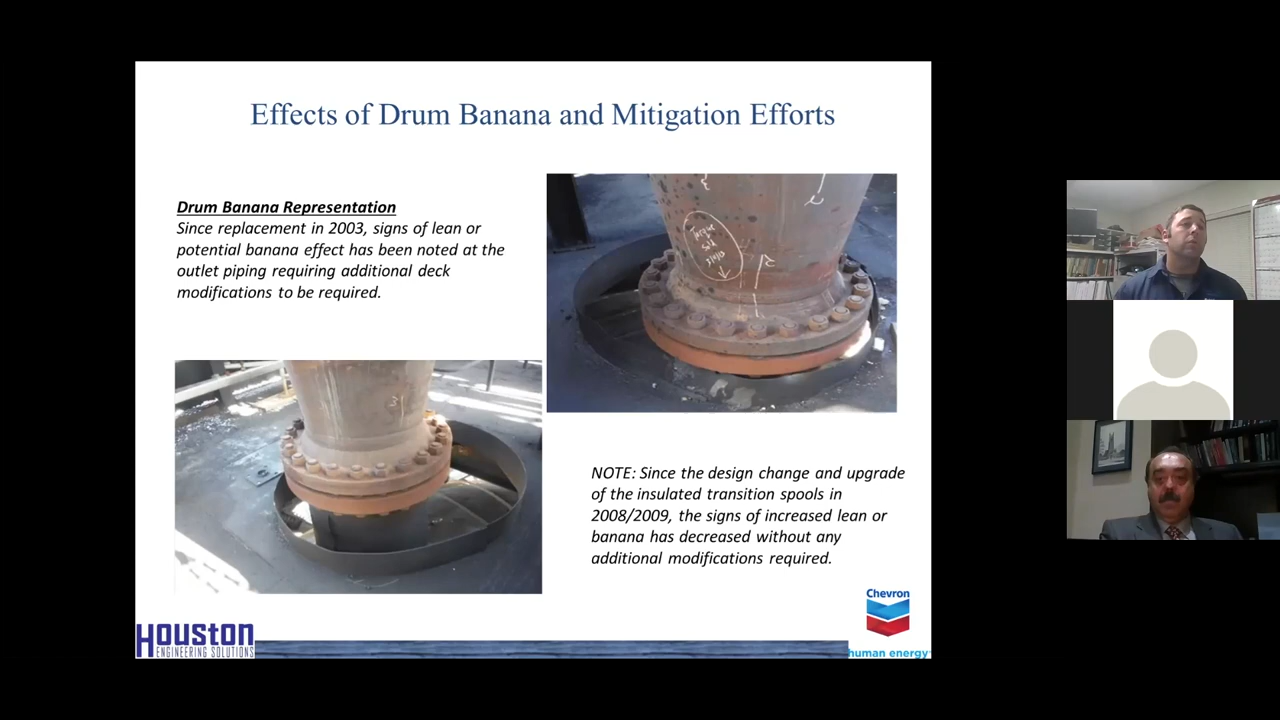 Effects of Drum Banana and Mitigation Efforts
Drum Banana Representation
Since replacement in 2003, signs of lean or
potential banana effect has been noted at the
outlet piping requiring additional deck
modifications to be required.
Torque
NOTE: Since the design change and upgrade
of the insulated transition spools in
2008/2009, the signs of increased lean or
banana has decreased without any
additional modifications required.
Houston
ENGINEERING SOLUTIONS
Chevron
human energy